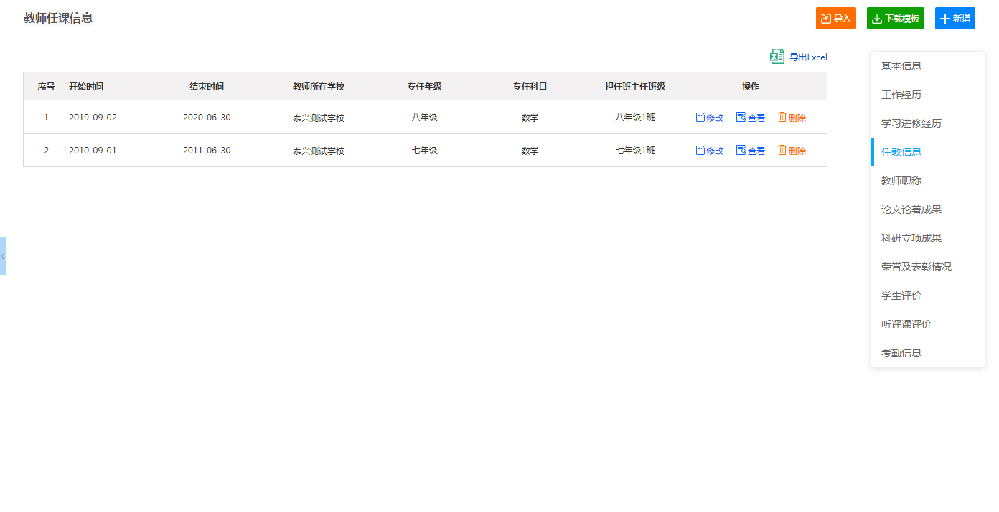 教师任课信息
导入
下载模板
新增
导出Excel
序号 开始时间 结束时间 教师所在学校 专任年级 专任科目 担任班主任班级 操作
1 2019-09-02 2020-06-30 泰兴测试学校 八年级 数学 八年级1班 修改 查看 删除
2 2010-09-01 2011-06-30 泰兴测试学校 七年级 数学 七年级1班 修改 查看 删除
基本信息
工作经历
学习进修经历
任教信息
教师职称
论文论著成果
科研立项成果
荣誉及表彰情况
学生评价
听评课评价
考勤信息